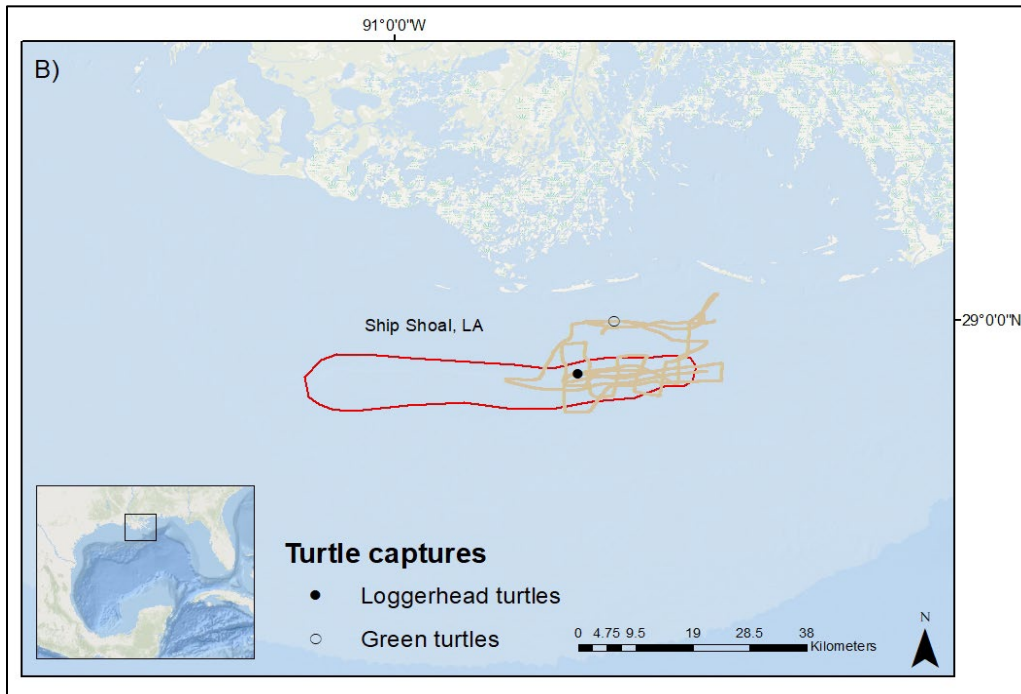 91°0'0"W
B)
Ship Shoal, LA
29°0'0"N
Turtle captures
Loggerhead turtles
Green turtles
0 4.75 9.5 19 28.5 38
Kilometers
N